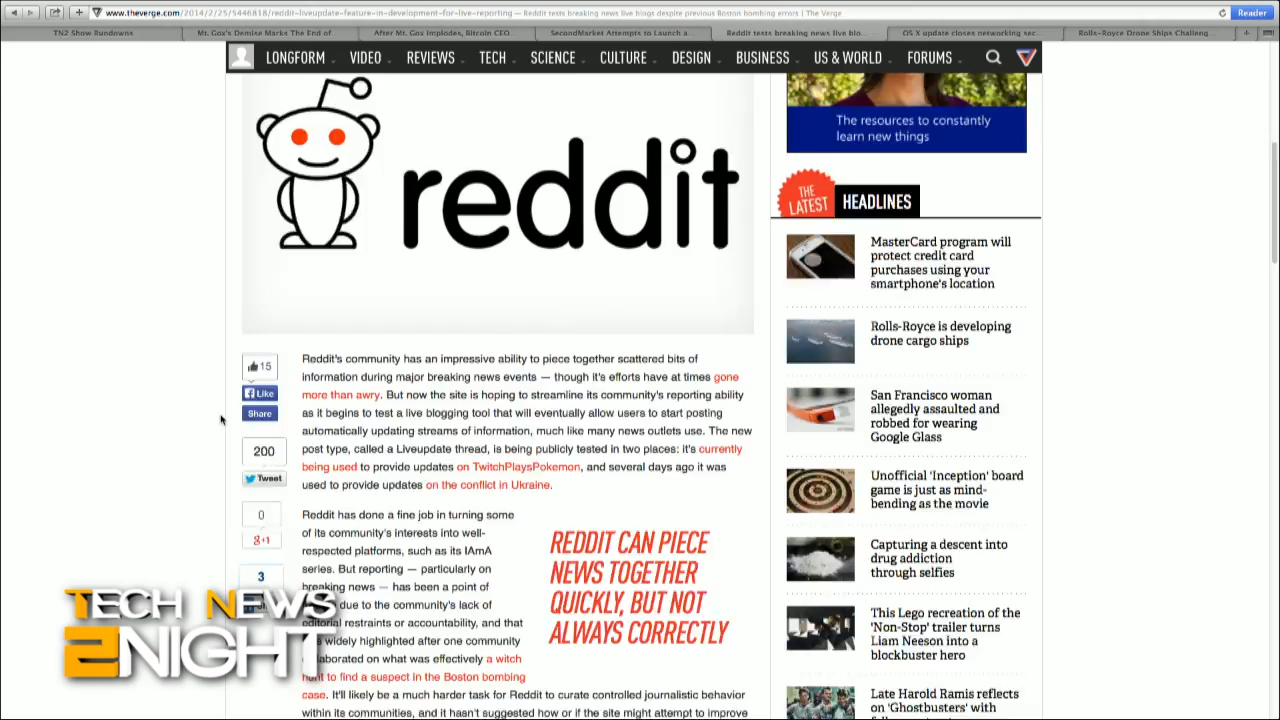 www.theverge.com/2014/2/25/5446818/reddit-liveupdate-feature-in-development-for-live-reporting — Reddit tests breaking news live blogs despite previous Boston bombing errors | The Verge
Reader
TN2 Show Rundowns
Mt. Gox's Demise Marks The End of
After Mt. Gox Implodes, Bitcoin CEO...
SecondMarket Attempts to Launch a...
Reddit tests breaking news live blo...
OS X update closes networking sec...
Rolls-Royce Drone Ships Challeng...
LONGFORM
VIDEO
REVIEWS
TECH
SCIENCE
CULTURE
DESIGN
BUSINESS
US & WORLD
FORUMS
reddit
Reddit's community has an impressive ability to piece together scattered bits of
information during major breaking news events — though it's efforts have at times gone
more than awry. But now the site is hoping to streamline its community's reporting ability
as it begins to test a live blogging tool that will eventually allow users to start posting
automatically updating streams of information, much like many news outlets use. The new
post type, called a Liveupdate thread, is being publicly tested in two places: it's currently
being used to provide updates on TwitchPlaysPokemon, and several days ago it was
used to provide updates on the conflict in Ukraine.
15
Like
Share
200
Tweet
0
+1
3
Reddit has done a fine job in turning some
of its community's interests into well-
respected platforms, such as its IAmA
series. But reporting — particularly on
breaking news — has been a point of
due to the community's lack of
editorial restraints or accountability, and that
widely highlighted after one community
collaborated on what was effectively a witch
hunt to find a suspect in the Boston bombing
case. It'll likely be a much harder task for Reddit to curate controlled journalistic behavior
within its communities, and it hasn't suggested how or if the site might attempt to improve
REDDIT CAN PIECE
NEWS TOGETHER
QUICKLY, BUT NOT
ALWAYS CORRECTLY
The resources to constantly
learn new things
THE
LATEST
HEADLINES
MasterCard program will
protect credit card
purchases using your
smartphone's location
Rolls-Royce is developing
drone cargo ships
San Francisco woman
allegedly assaulted and
robbed for wearing
Google Glass
Unofficial 'Inception' board
game is just as mind-
bending as the movie
Capturing a descent into
drug addiction
through selfies
This Lego recreation of the
'Non-Stop' trailer turns
Liam Neeson into a
blockbuster hero
Late Harold Ramis reflects
on 'Ghostbusters' with
TECH NEWS
2NIGHT